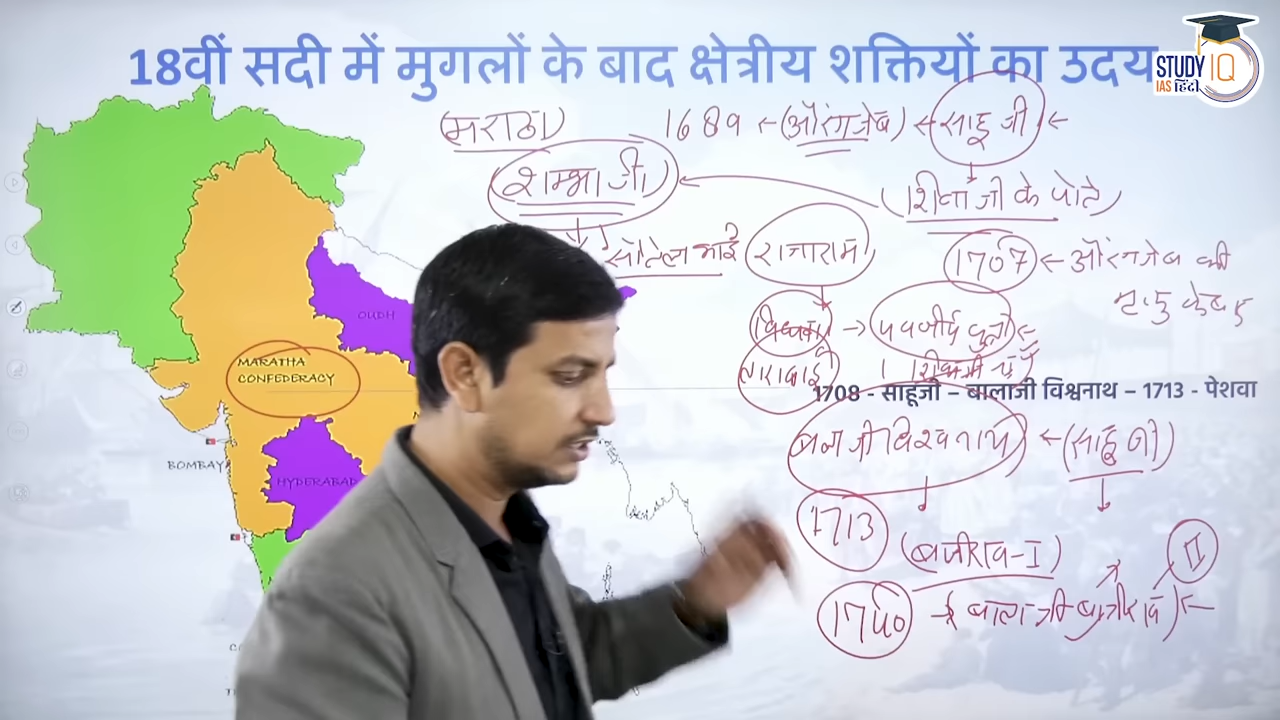 18वीं सदी में मुगलों के बाद क्षेत्रीय शक्तियों का उदय
STUDY IQ
IAS हिंदी
(मराठा) 1689 ← (औरंगजेब) ← साहू जी ←
शम्भाजी (शिवाजी के पोते)
सौतेला भाई राजाराम 1707 ← औरंगजेब की
OUDH
विधवा →
MARATHA
CONFEDERACY
ताराबाई शिवाजी
1708 - साहूजी – बालाजी विश्वनाथ – 1713 - पेशवा
विश्वनाथ ← (साहू जी)
BOMBAY
HYDERABAD
1713 (बाजीराव-I) II
1740